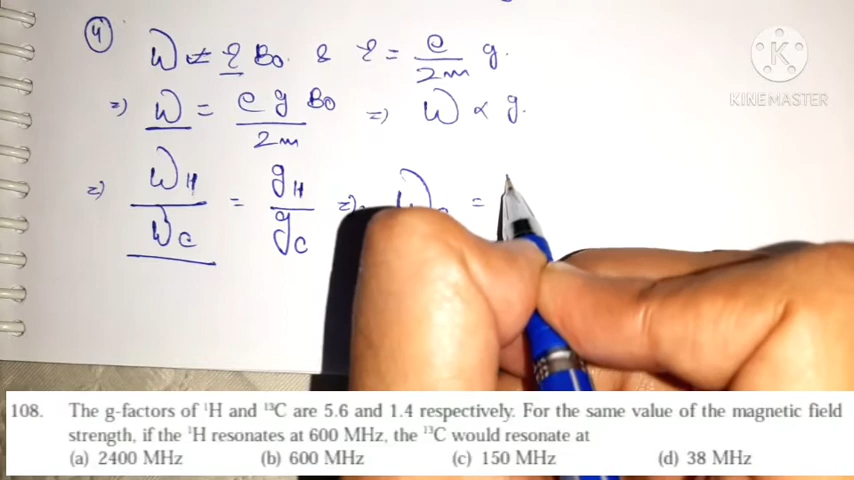 4
ω ≠ γ B₀. & γ = e/2m g.
⇒ ω = e g B₀/2m ⇒ ω ∝ g.
⇒ ω_H/ω_C = g_H/g_C ⇒ =
K
KINEMASTER
108. The g-factors of ¹H and ¹³C are 5.6 and 1.4 respectively. For the same value of the magnetic field
strength, if the ¹H resonates at 600 MHz, the ¹³C would resonate at
(a) 2400 MHz (b) 600 MHz (c) 150 MHz (d) 38 MHz